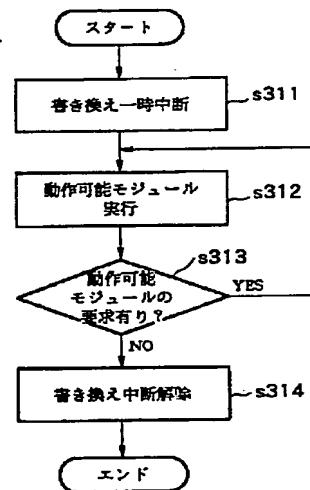 スタート
書き換え一時中断
s311
動作可能モジュール
実行
s312
s313
動作可能
モジュールの
要求有り?
YES
NO
書き換え中断解除
s314
エンド